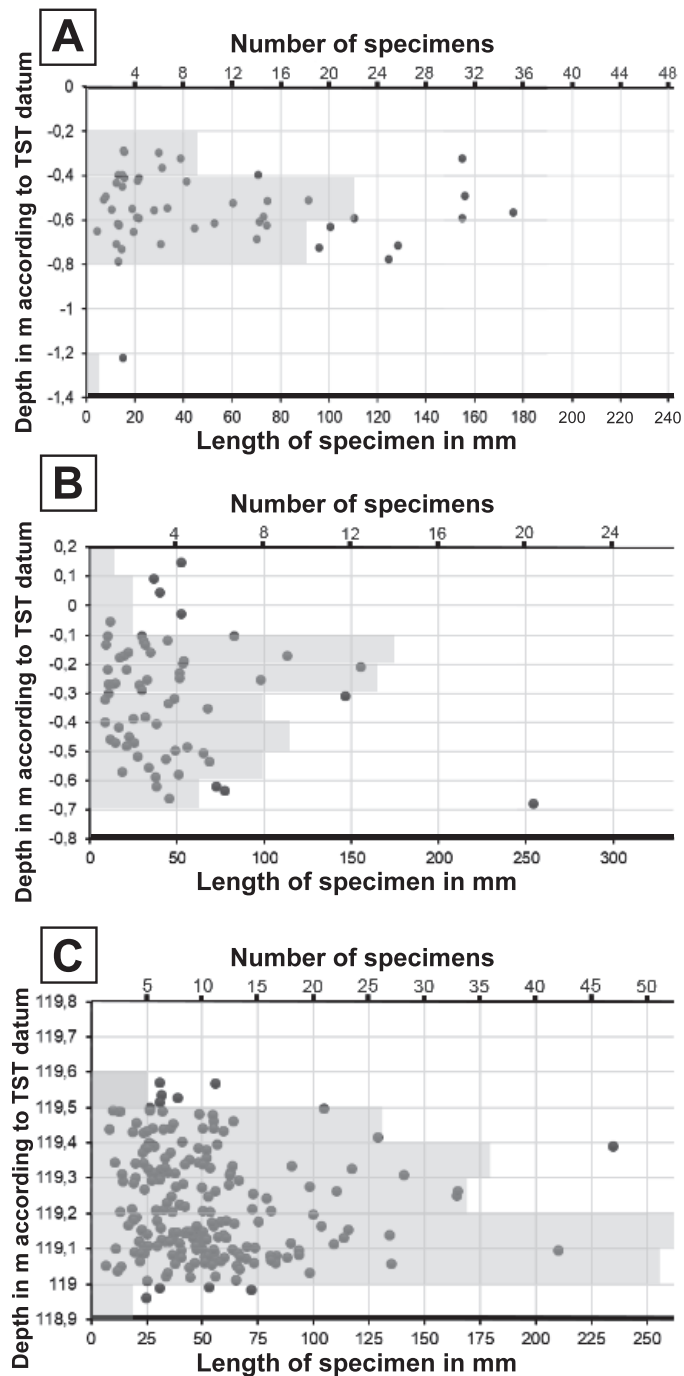 A
Number of specimens
4 8 12 16 20 24 28 32 36 40 44 48
Depth in m according to TST datum
0
-0,2
-0,4
-0,6
-0,8
-1
-1,2
-1,4
0 20 40 60 80 100 120 140 160 180 200 220 240
Length of specimen in mm
B
Number of specimens
4 8 12 16 20 24
Depth in m according to TST datum
0,2
0,1
0
-0,1
-0,2
-0,3
-0,4
-0,5
-0,6
-0,7
-0,8
0 50 100 150 200 250 300
Length of specimen in mm
C
Number of specimens
5 10 15 20 25 30 35 40 45 50
Depth in m according to TST datum
119,8
119,7
119,6
119,5
119,4
119,3
119,2
119,1
119
118,9
0 25 50 75 100 125 150 175 200 225 250
Length of specimen in mm